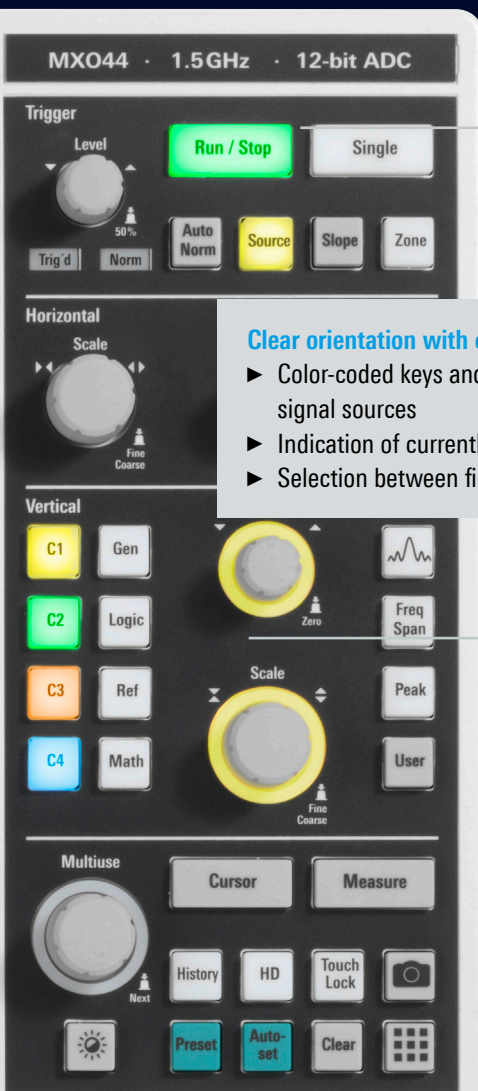 MXO44 · 1.5GHz · 12-bit ADC
Trigger
Level
50%
Trig´d
Norm
Run / Stop
Single
Auto
Norm
Source
Slope
Zone
Horizontal
Scale
Fine
Coarse
Clear orientation with
► Color-coded keys and
signal sources
► Indication of current
► Selection between
Vertical
C1
Gen
C2
Logic
C3
Ref
C4
Math
Zero
Scale
Fine
Coarse
Freq
Span
Peak
User
Multiuse
Next
Cursor
Measure
History
HD
Touch
Lock
Preset
Auto-
set
Clear